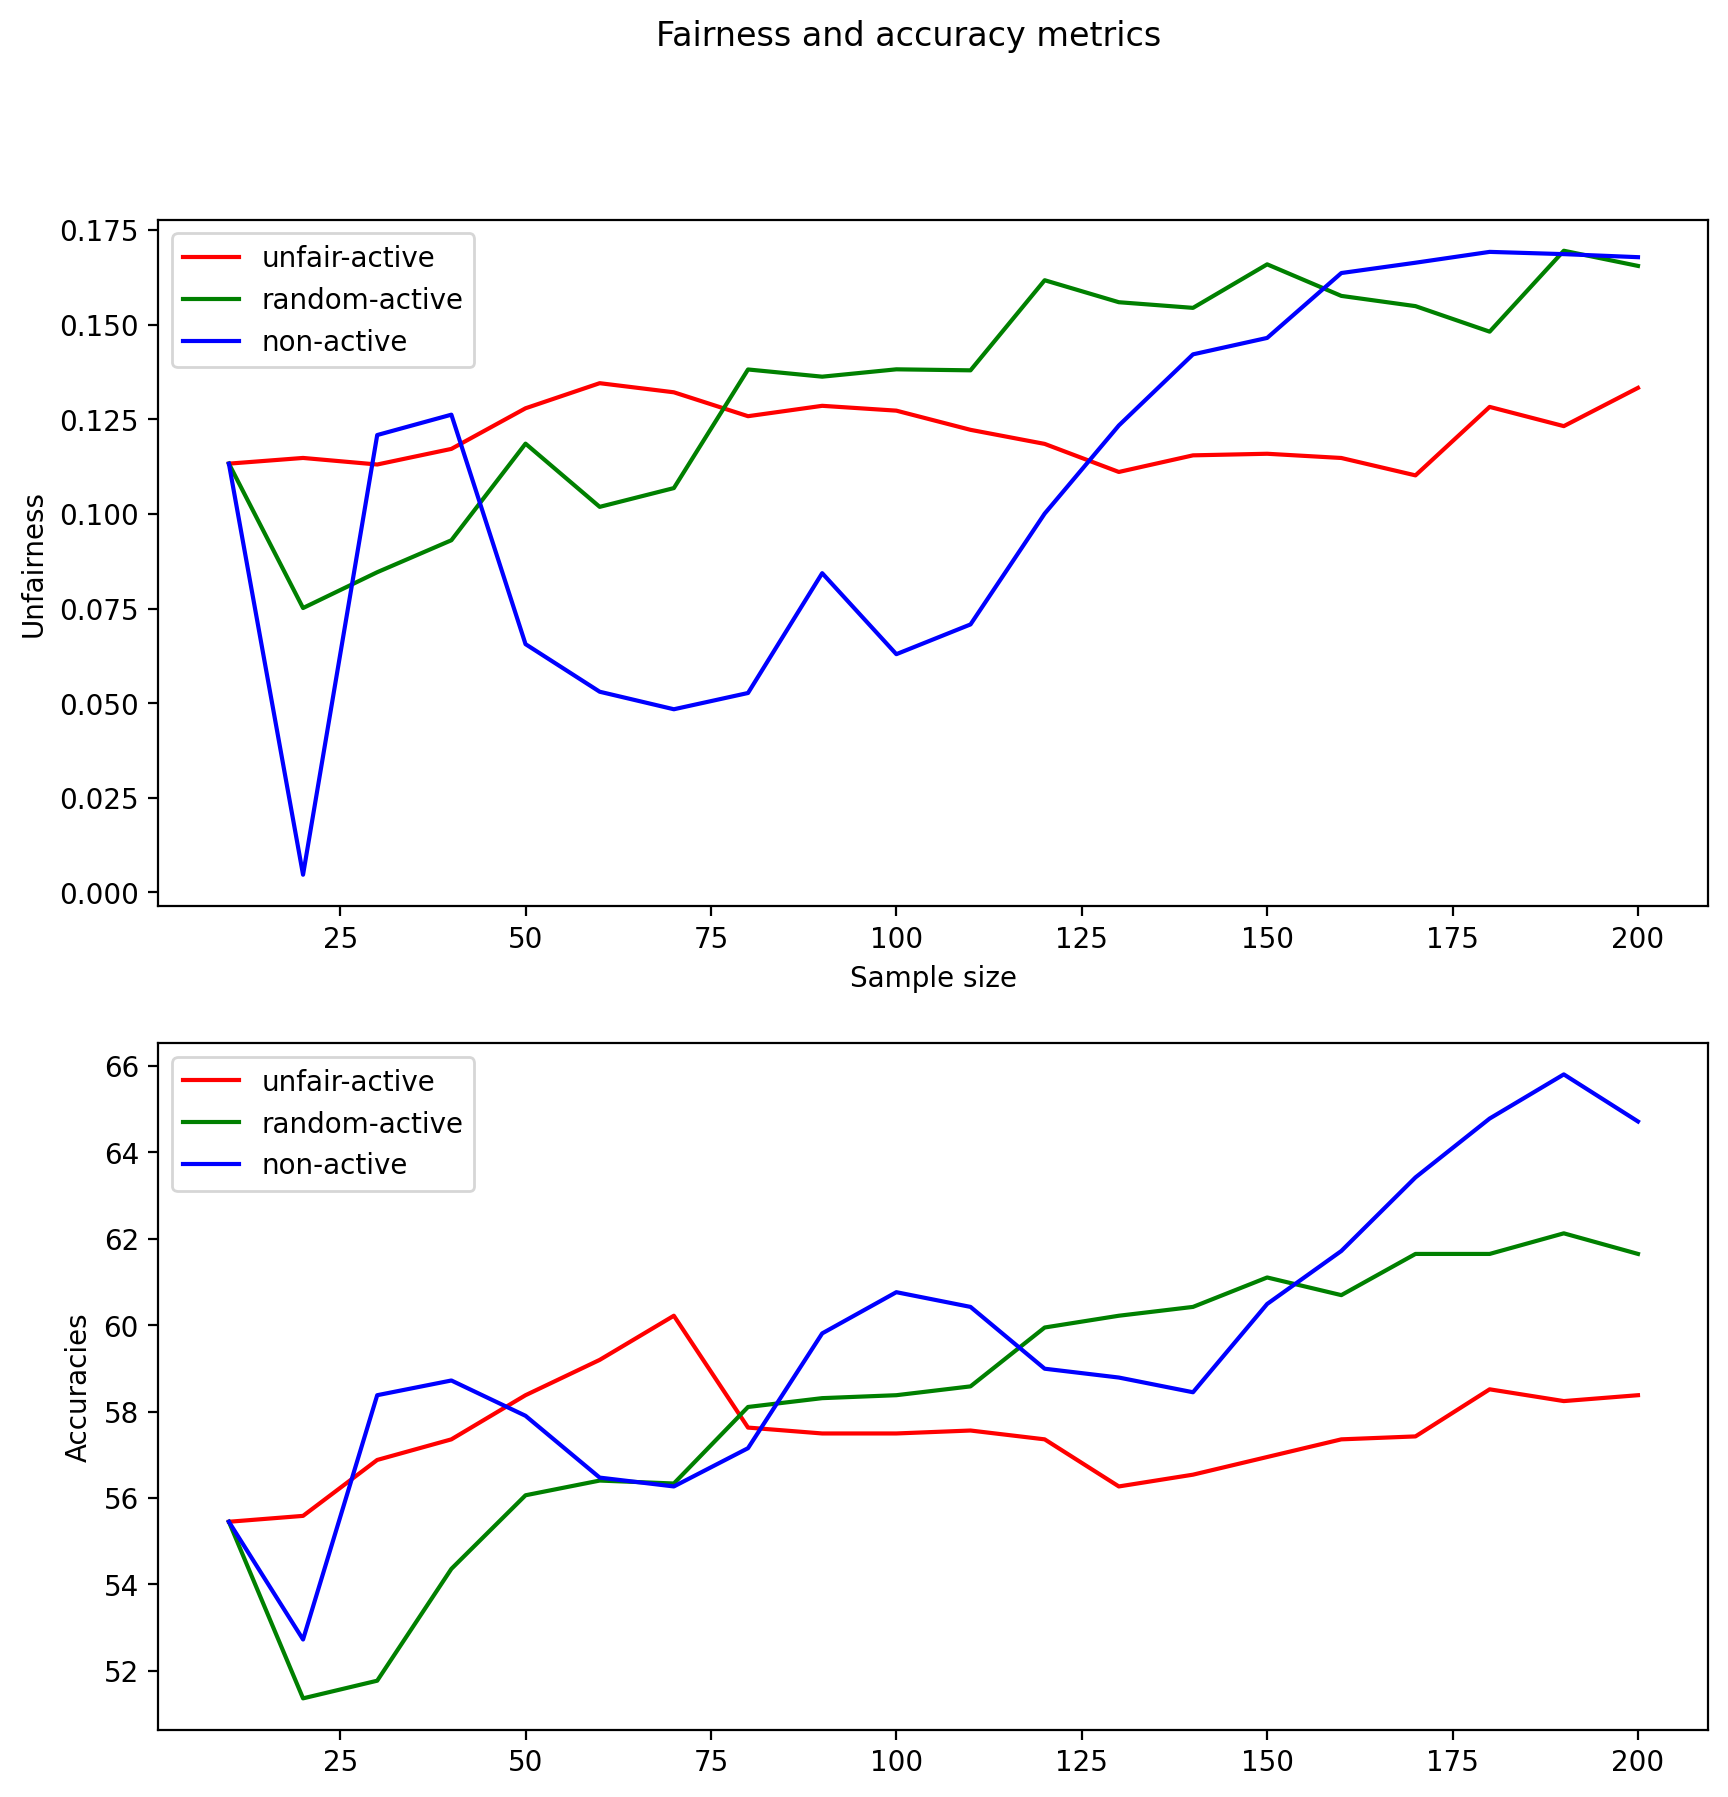 Fairness and accuracy metrics
0.175
0.150
0.125
0.100
0.075
0.050
0.025
0.000
Unfairness
unfair-active
random-active
non-active
25 50 75 100 125 150 175 200
Sample size
66
64
62
60
58
56
54
52
Accuracies
unfair-active
random-active
non-active
25 50 75 100 125 150 175 200